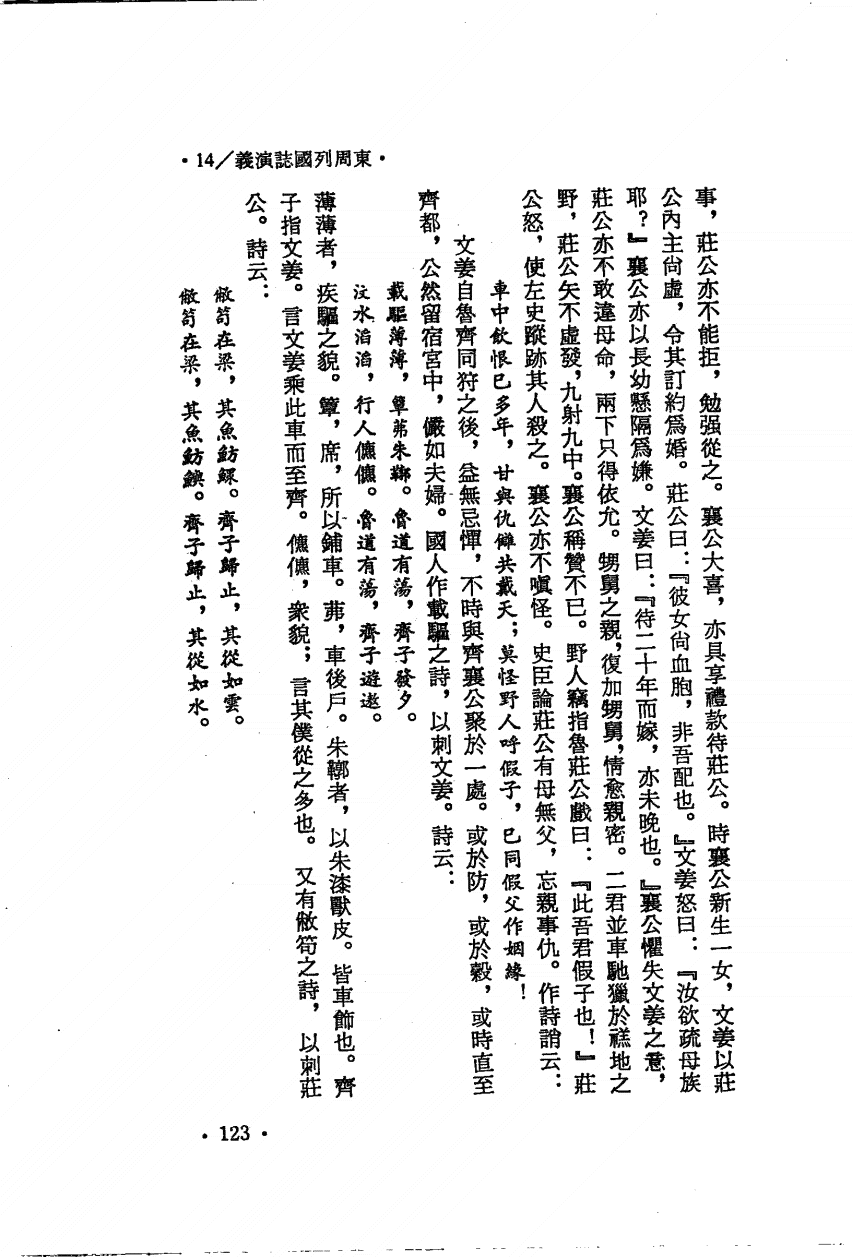 ·東周列國誌演義／14·
事，莊公亦不能拒，勉强從之。襄公大喜，亦具享禮款待莊公。時襄公新生一女，文姜以莊
公內主尙虛，令其訂約爲婚。莊公曰：『彼女尙血胞，非吾配也。』文姜怒曰：『汝欲疏母族
耶？』襄公亦以長幼懸隔爲嫌。文姜曰：『待二十年而嫁，亦未晚也。』襄公懼失文姜之意，
莊公亦不敢違母命，兩下只得依允。甥舅之親，復加甥舅，情愈親密。二君並車馳獵於禚地之
野，莊公矢不虛發，九射九中。襄公稱贊不已。野人竊指魯莊公戲曰：『此吾君假子也！』莊
公怒，使左史蹤跡其人殺之。襄公亦不嗔怪。史臣論莊公有母無父，忘親事仇。作詩誚云：
車中飲恨已多年，甘與仇讎共戴天；莫怪野人呼假子，已同假父作姻緣！
文姜自魯齊同狩之後，益無忌憚，不時與齊襄公聚於一處。或於防，或於穀，或時直至
齊都，公然留宿宮中，儼如夫婦。國人作載驅之詩，以刺文姜。詩云：
載驅薄薄，簟茀朱鞹。魯道有蕩，齊子發夕。
汶水滔滔，行人儦儦。魯道有蕩，齊子遊遨。
薄薄者，疾驅之貌。簟，席，所以鋪車。茀，車後戶。朱鞹者，以朱漆獸皮。皆車飾也。齊
子指文姜。言文姜乘此車而至齊。儦儦，衆貌；言其僕從之多也。又有敝笱之詩，以刺莊
公。詩云：
敝笱在梁，其魚魴鰥。齊子歸止，其從如雲。
敝笱在梁，其魚魴鱮。齊子歸止，其從如水。
·123·